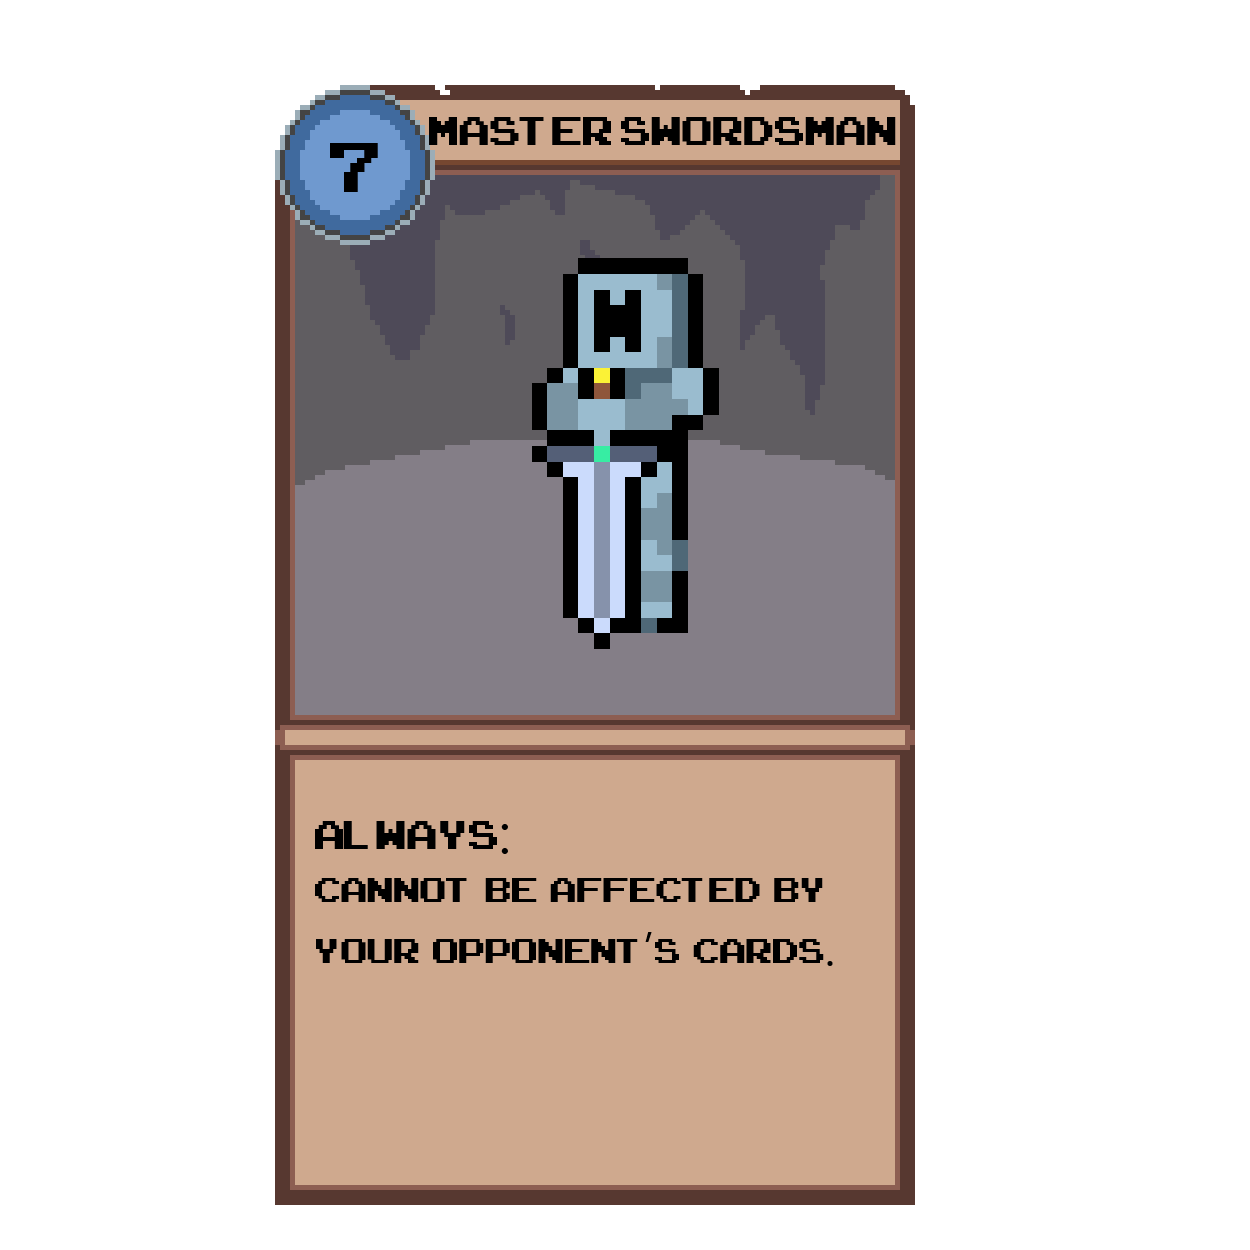 7
MASTER SWORDSMAN
ALWAYS:
CANNOT BE AFFECTED BY
YOUR OPPONENT'S CARDS.